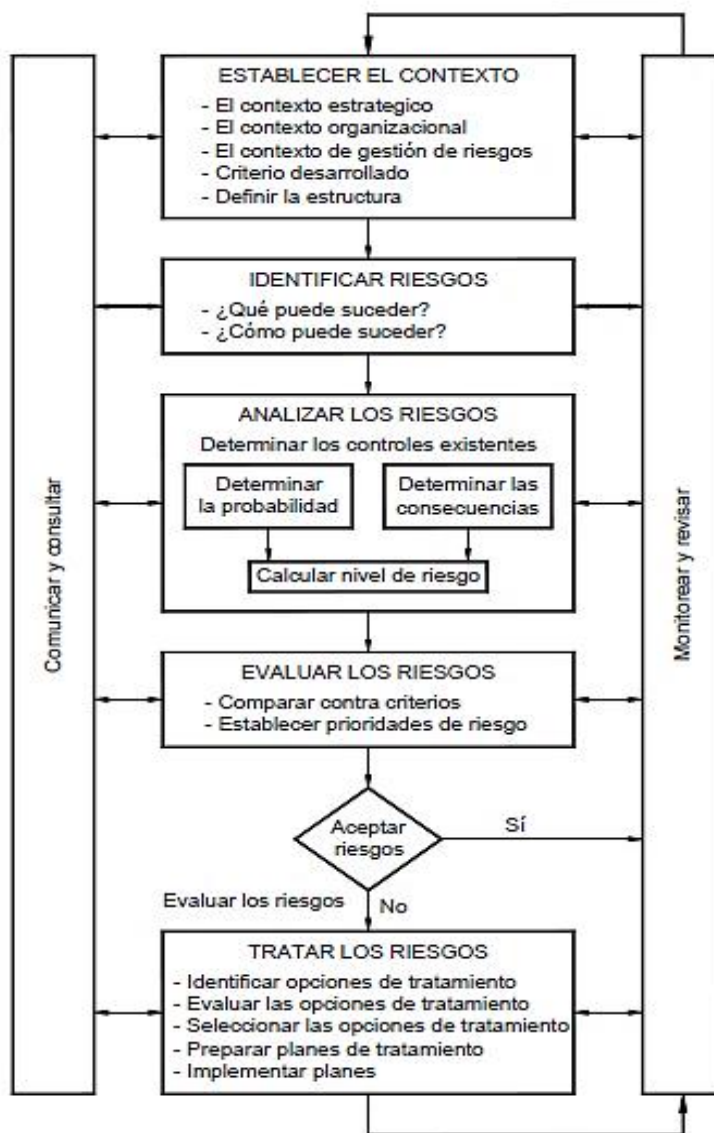 ESTABLECER EL CONTEXTO
- El contexto estrategico
- El contexto organizacional
- El contexto de gestión de riesgos
- Criterio desarrollado
- Definir la estructura
IDENTIFICAR RIESGOS
- ¿Qué puede suceder?
- ¿Cómo puede suceder?
ANALIZAR LOS RIESGOS
Determinar los controles existentes
Determinar
la probabilidad
Determinar las
consecuencias
Calcular nivel de riesgo
EVALUAR LOS RIESGOS
- Comparar contra criterios
- Establecer prioridades de riesgo
Aceptar
riesgos
Sí
Evaluar los riesgos
No
TRATAR LOS RIESGOS
- Identificar opciones de tratamiento
- Evaluar las opciones de tratamiento
- Seleccionar las opciones de tratamiento
- Preparar planes de tratamiento
- Implementar planes
Comunicar y consultar
Monitorear y revisar